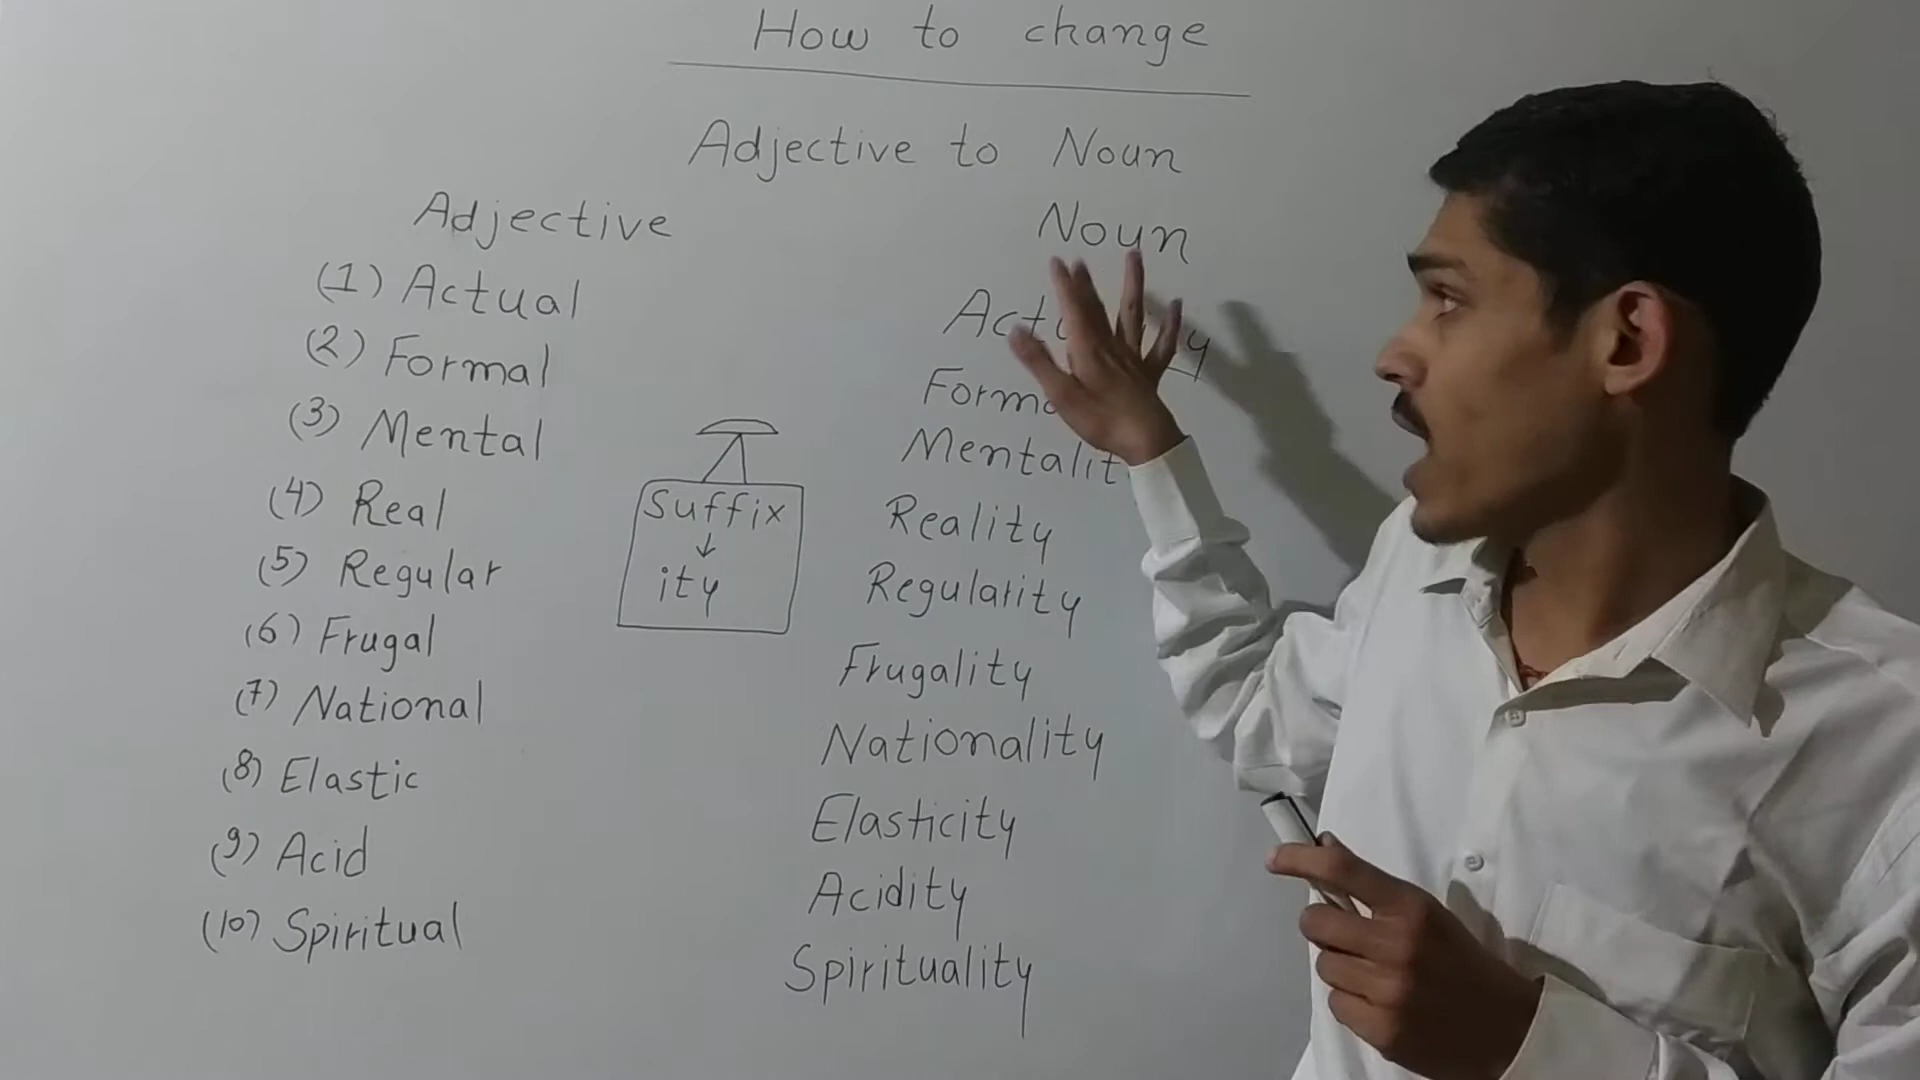 How to change
Adjective to Noun
Adjective Noun
(1) Actual
(2) Formal
(3) Mental
(4) Real Reality
(5) Regular Regularity
(6) Frugal Frugality
(7) National Nationality
(8) Elastic Elasticity
(9) Acid Acidity
(10) Spiritual Spirituality
Suffix
ity